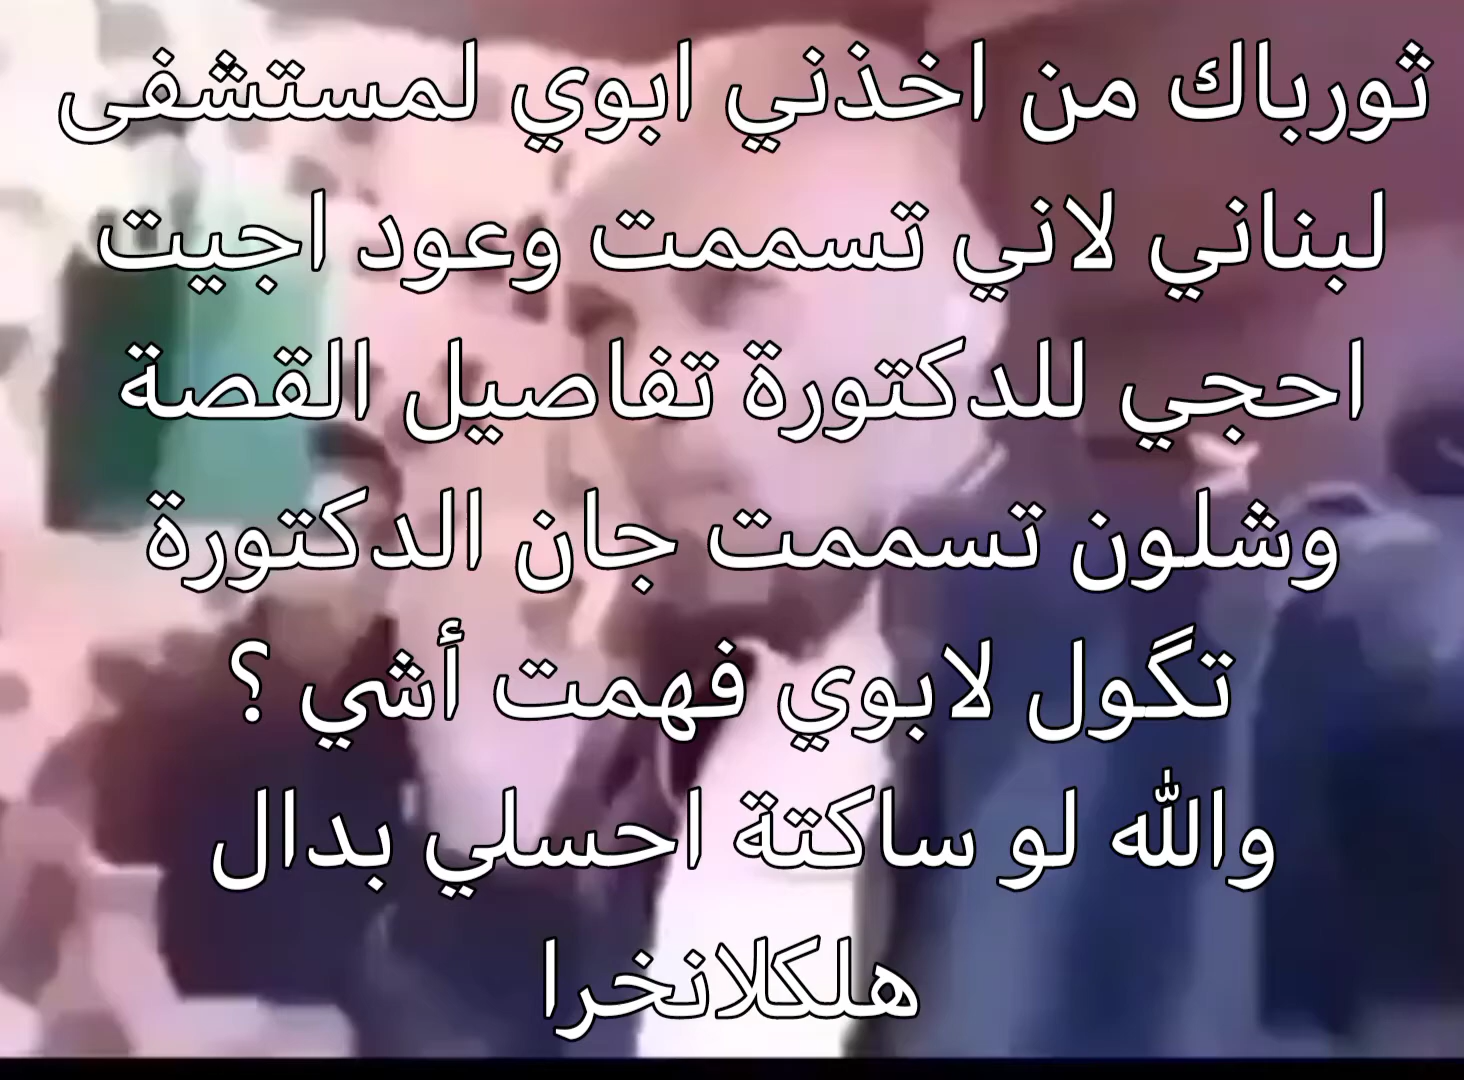 ثورباك من اخذني ابوي لمستشفى
لبناني لاني تسممت وعود اجيت
احجي للدكتورة تفاصيل القصة
وشلون تسممت جان الدكتورة
تگول لابوي فهمت أشي ؟
والله لو ساكتة احسلي بدال
هلكلانخرا